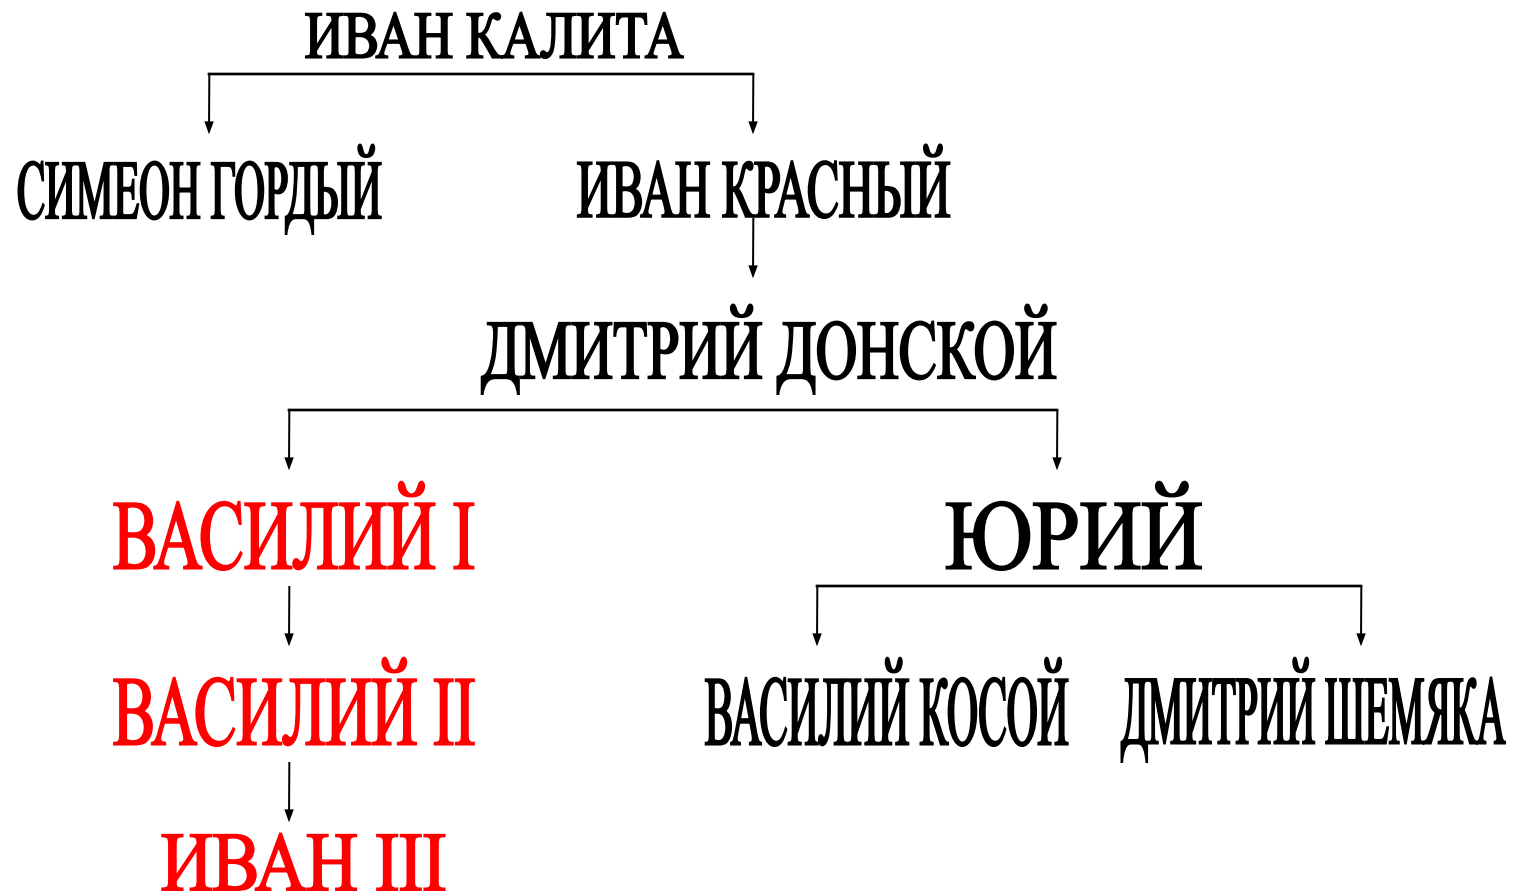 ИВАН КАЛИТА
СИМЕОН ГОРДЫЙ ИВАН КРАСНЫЙ
ДМИТРИЙ ДОНСКОЙ
ВАСИЛИЙ I ЮРИЙ
ВАСИЛИЙ II ВАСИЛИЙ КОСОЙ ДМИТРИЙ ШЕМЯКА
ИВАН III